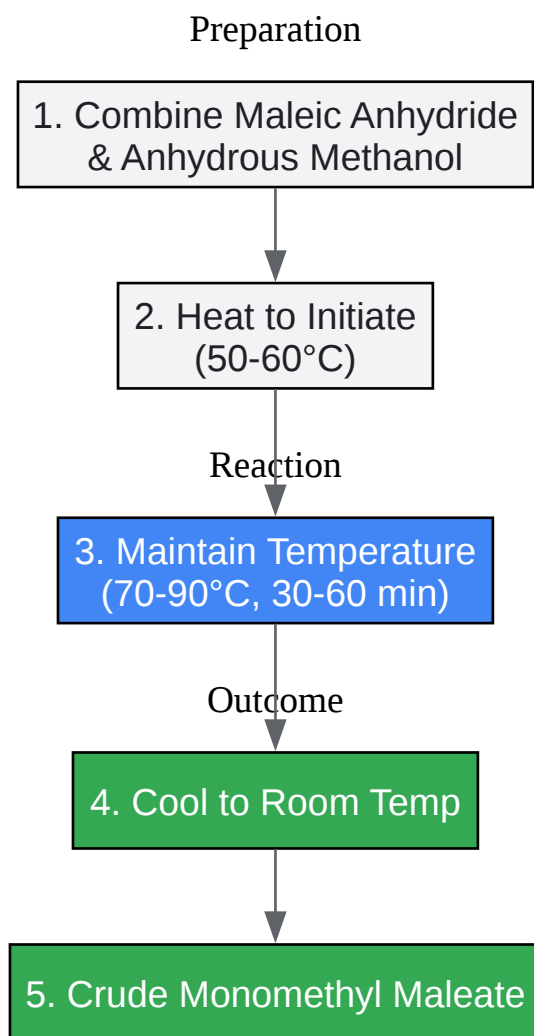 Preparation
1. Combine Maleic Anhydride
& Anhydrous Methanol
2. Heat to Initiate
(50-60°C)
Reaction
3. Maintain Temperature
(70-90°C, 30-60 min)
Outcome
4. Cool to Room Temp
5. Crude Monomethyl Maleate